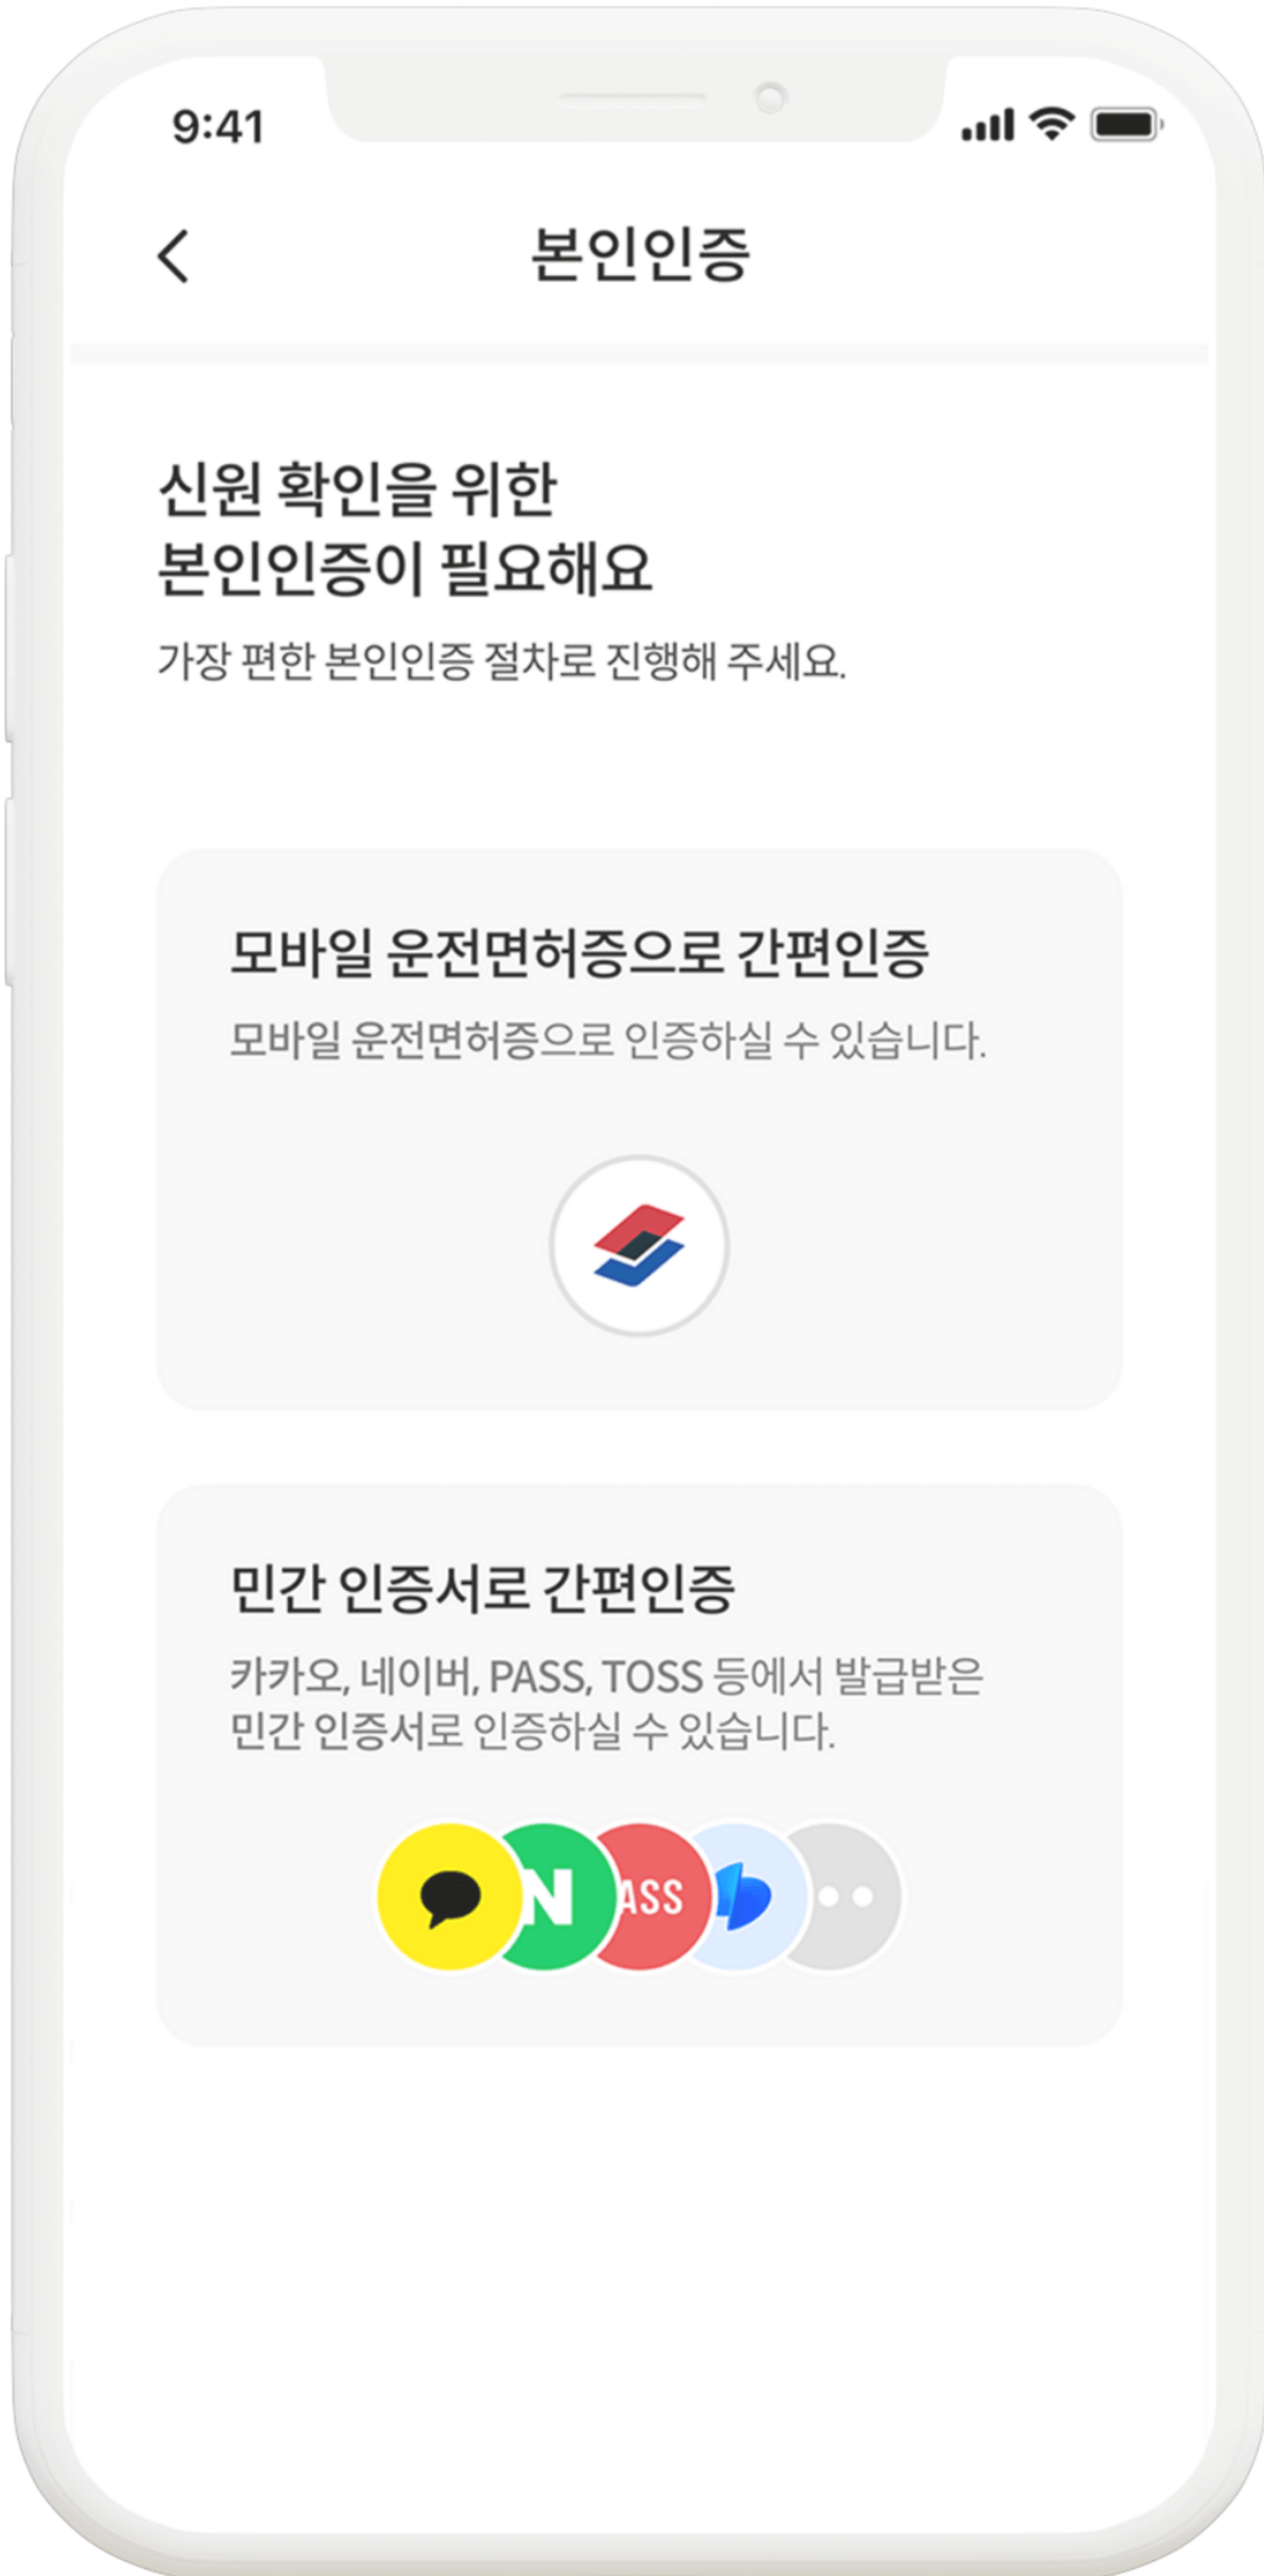 9:41
본인인증
신원 확인을 위한
본인인증이 필요해요
가장 편한 본인인증 절차로 진행해 주세요.
모바일 운전면허증으로 간편인증
모바일 운전면허증으로 인증하실 수 있습니다.
민간 인증서로 간편인증
카카오, 네이버, PASS, TOSS 등에서 발급받은
민간 인증서로 인증하실 수 있습니다.
N ASS